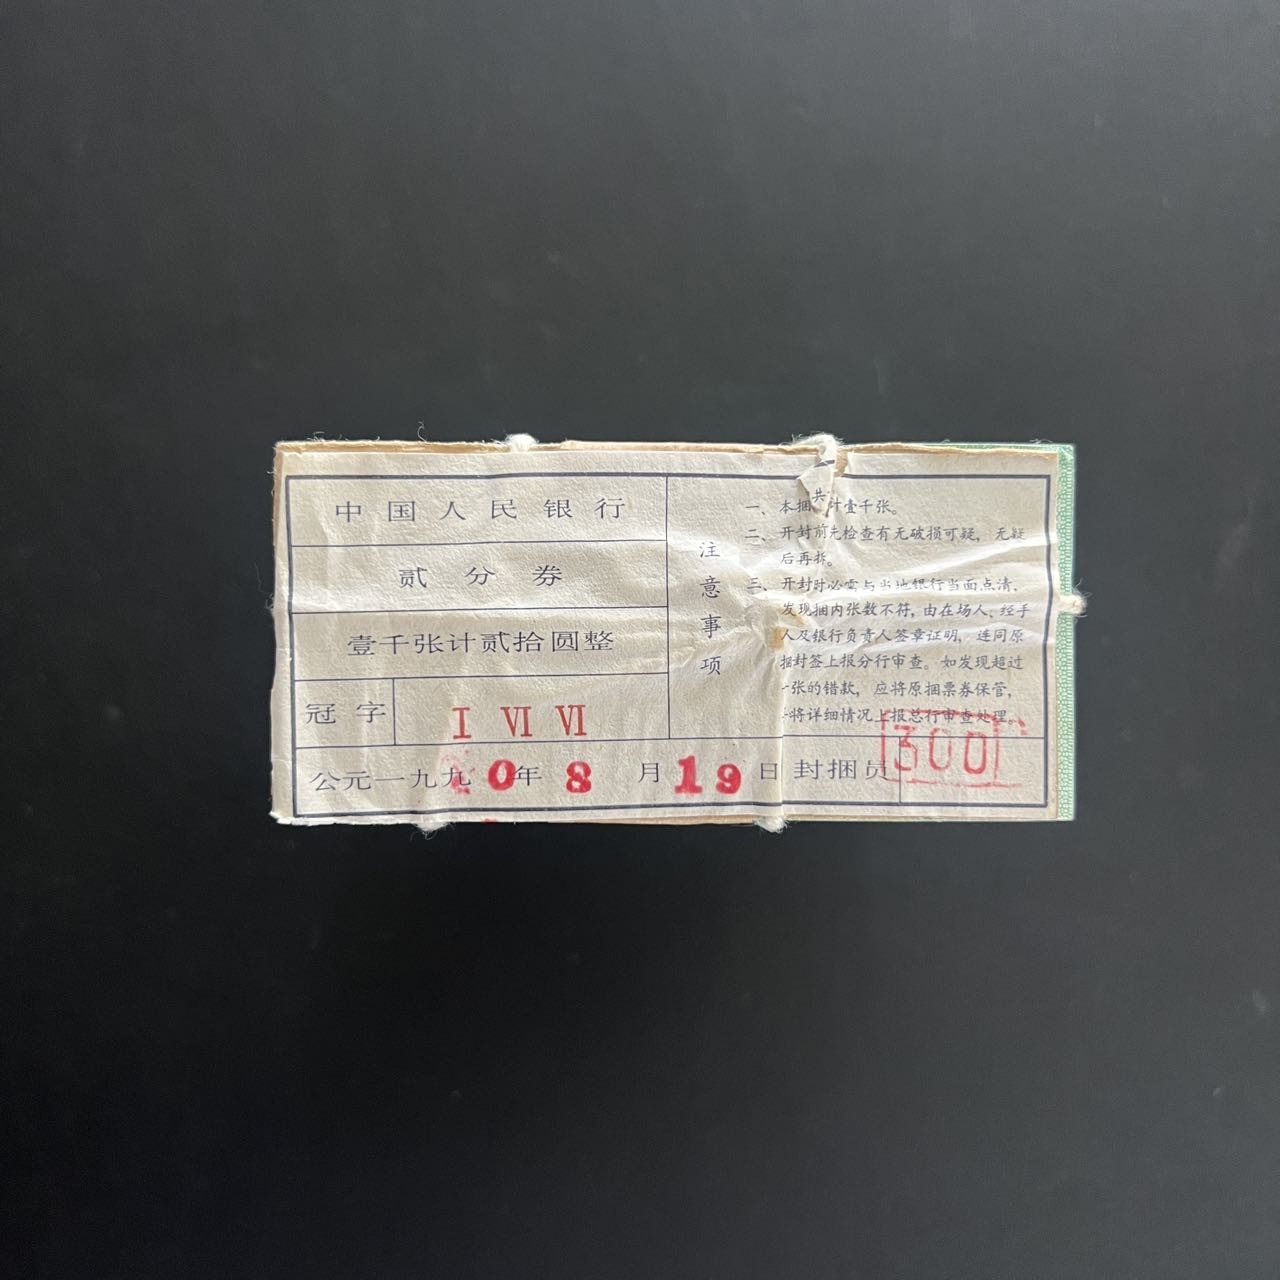 中国人民银行
贰分券
壹千张计贰拾圆整
冠字 Ⅰ Ⅵ Ⅵ
公元一九九0年8月19日 封捆员 300
注意事项
一、本捆共计壹千张。
二、开封前先检查有无破损可疑，无疑
后再拆。
三、开封时必需与当地银行当面点清，
发现捆内张数不符，由在场人、经手
人及银行负责人签章证明，连同原
捆封签上报分行审查。如发现超过
一张的错款，应将原捆票券保管，
将详细情况上报总行审查处理。